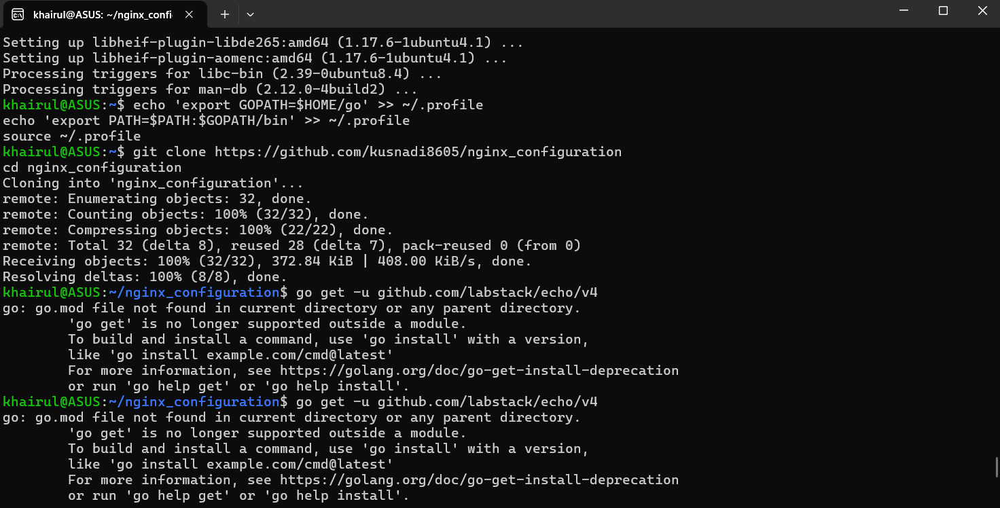 khairul@ASUS: ~/nginx_confi
Setting up libheif-plugin-libde265:amd64 (1.17.6-1ubuntu4.1) ...
Setting up libheif-plugin-aomenc:amd64 (1.17.6-1ubuntu4.1) ...
Processing triggers for libc-bin (2.39-0ubuntu8.4) ...
Processing triggers for man-db (2.12.0-4build2) ...
khairul@ASUS:~$ echo 'export GOPATH=$HOME/go' >> ~/.profile
echo 'export PATH=$PATH:$GOPATH/bin' >> ~/.profile
source ~/.profile
khairul@ASUS:~$ git clone https://github.com/kusnadi8605/nginx_configuration
cd nginx_configuration
Cloning into 'nginx_configuration'...
remote: Enumerating objects: 32, done.
remote: Counting objects: 100% (32/32), done.
remote: Compressing objects: 100% (22/22), done.
remote: Total 32 (delta 8), reused 28 (delta 7), pack-reused 0 (from 0)
Receiving objects: 100% (32/32), 372.84 KiB | 408.00 KiB/s, done.
Resolving deltas: 100% (8/8), done.
khairul@ASUS:~/nginx_configuration$ go get -u github.com/labstack/echo/v4
go: go.mod file not found in current directory or any parent directory.
        'go get' is no longer supported outside a module.
        To build and install a command, use 'go install' with a version,
        like 'go install example.com/cmd@latest'
        For more information, see https://golang.org/doc/go-get-install-deprecation
        or run 'go help get' or 'go help install'.
khairul@ASUS:~/nginx_configuration$ go get -u github.com/labstack/echo/v4
go: go.mod file not found in current directory or any parent directory.
        'go get' is no longer supported outside a module.
        To build and install a command, use 'go install' with a version,
        like 'go install example.com/cmd@latest'
        For more information, see https://golang.org/doc/go-get-install-deprecation
        or run 'go help get' or 'go help install'.